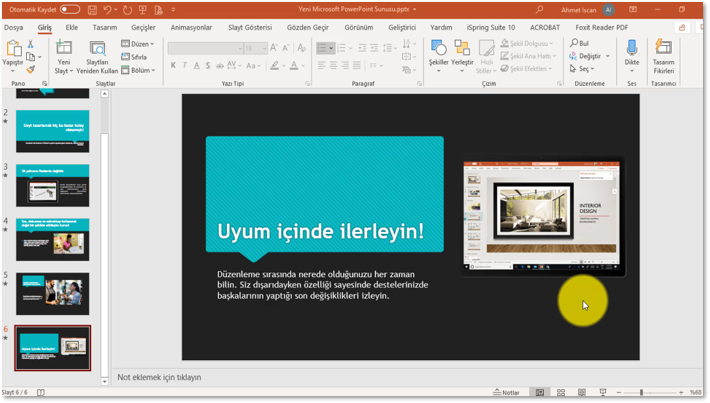 Otomatik Kaydet
Yeni Microsoft PowerPoint Sunusu.pptx
Ahmet Iscan
AI
Dosya Giriş Ekle Tasarım Geçişler Animasyonlar Slayt Gösterisi Gözden Geçir Görünüm Geliştirici Yardım iSpring Suite 10 ACROBAT Foxit Reader PDF
Yapıştır
Yeni Slayt
Slaytları Yeniden Kullan
Düzen
Sıfırla
Bölüm
K T A S ab AV Aa A
Şekiller
Yerleştir
Hızlı Stiller
Şekil Dolgusu
Şekil Ana Hattı
Şekil Efektleri
Bul
Değiştir
Seç
Dikte
Tasarım Fikirleri
Pano Slaytlar Yazı Tipi Paragraf Çizim Düzenleme Ses Tasarımcı
2
3
4
5
6
Uyum içinde ilerleyin!
Düzenleme sırasında nerede olduğunuzu her zaman
bilin. Siz dışarıdayken özelliği sayesinde destelerinizde
başkalarının yaptığı son değişiklikleri izleyin.
INTERIOR
DESIGN
Not eklemek için tıklayın
Slayt 6 / 6
Notlar
%68